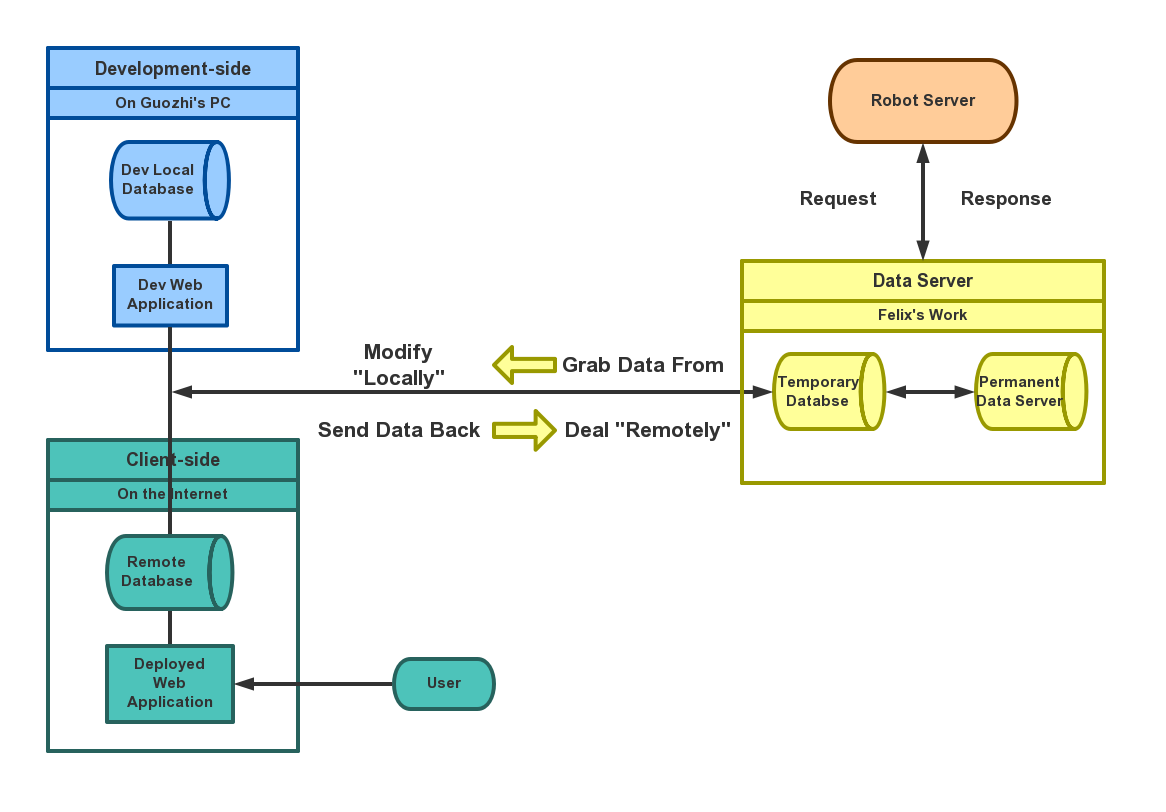 Development-side
On Guozhi's PC
Dev Local
Database
Dev Web
Application
Robot Server
Request
Response
Data Server
Felix's Work
Temporary
Databse
Permanent
Data Server
Modify
"Locally"
Grab Data From
Send Data Back
Deal "Remotely"
Client-side
On the Internet
Remote
Database
Deployed
Web
Application
User